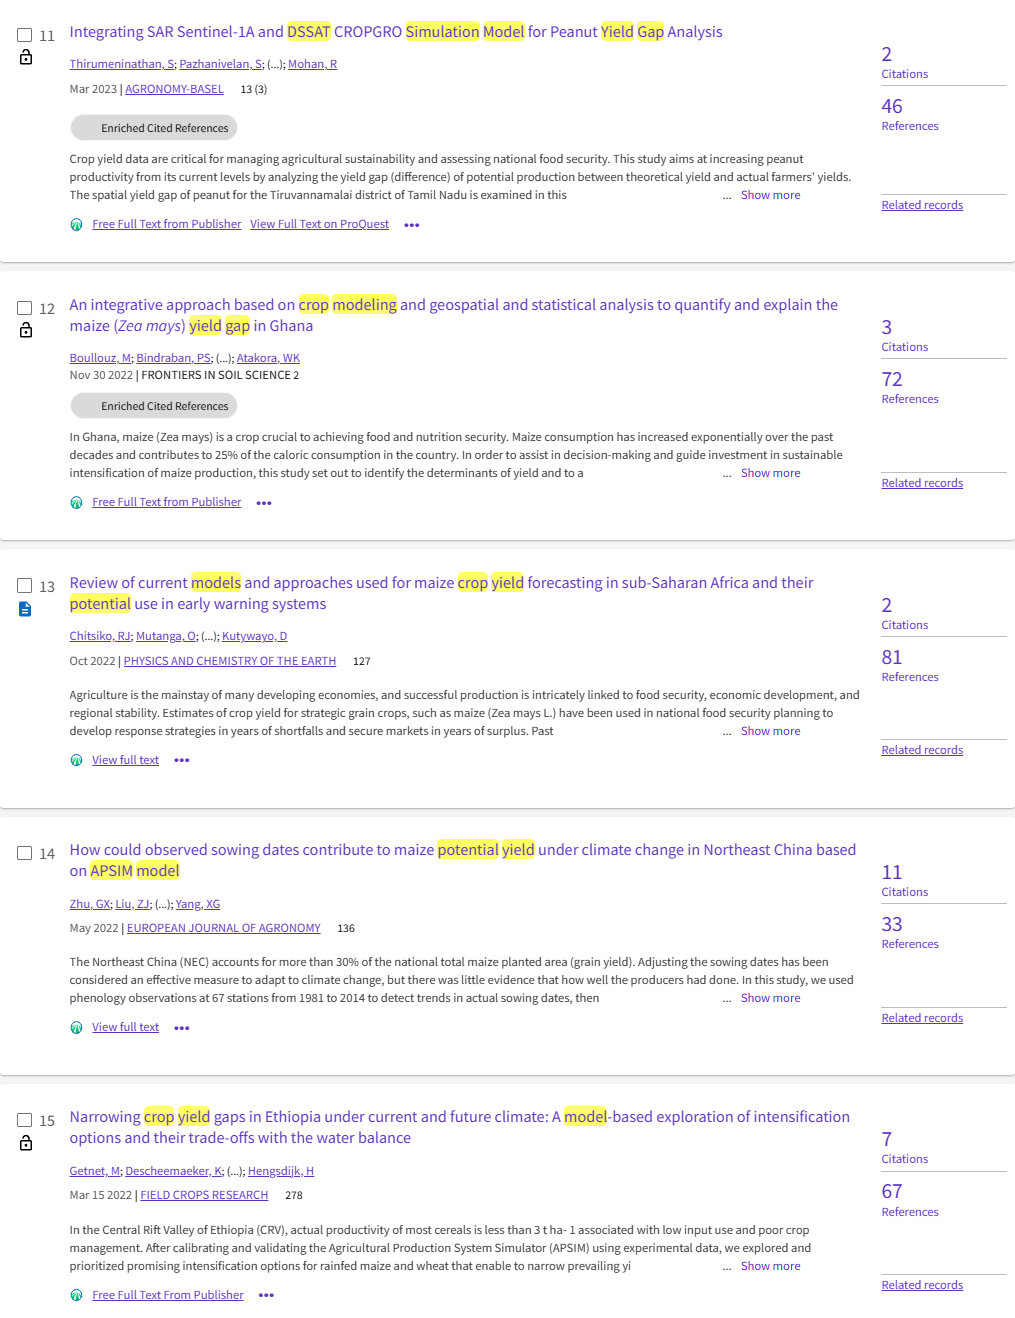 11
Integrating SAR Sentinel-1A and DSSAT CROPGRO Simulation Model for Peanut Yield Gap Analysis
Thirumeninathan, S; Pazhanivelan, S; (...); Mohan, R
Mar 2023 | AGRONOMY-BASEL 13 (3)
Enriched Cited References
Crop yield data are critical for managing agricultural sustainability and assessing national food security. This study aims at increasing peanut
productivity from its current levels by analyzing the yield gap (difference) of potential production between theoretical yield and actual farmers' yields.
The spatial yield gap of peanut for the Tiruvannamalai district of Tamil Nadu is examined in this ... Show more
Free Full Text from Publisher View Full Text on ProQuest •••
2
Citations
46
References
Related records
12
An integrative approach based on crop modeling and geospatial and statistical analysis to quantify and explain the
maize (Zea mays) yield gap in Ghana
Boullouz, M; Bindraban, PS; (...); Atakora, WK
Nov 30 2022 | FRONTIERS IN SOIL SCIENCE 2
Enriched Cited References
In Ghana, maize (Zea mays) is a crop crucial to achieving food and nutrition security. Maize consumption has increased exponentially over the past
decades and contributes to 25% of the caloric consumption in the country. In order to assist in decision-making and guide investment in sustainable
intensification of maize production, this study set out to identify the determinants of yield and to a ... Show more
Free Full Text from Publisher •••
3
Citations
72
References
Related records
13
Review of current models and approaches used for maize crop yield forecasting in sub-Saharan Africa and their
potential use in early warning systems
Chitsiko, RJ; Mutanga, O; (...); Kutywayo, D
Oct 2022 | PHYSICS AND CHEMISTRY OF THE EARTH 127
Agriculture is the mainstay of many developing economies, and successful production is intricately linked to food security, economic development, and
regional stability. Estimates of crop yield for strategic grain crops, such as maize (Zea mays L.) have been used in national food security planning to
develop response strategies in years of shortfalls and secure markets in years of surplus. Past ... Show more
View full text •••
2
Citations
81
References
Related records
14
How could observed sowing dates contribute to maize potential yield under climate change in Northeast China based
on APSIM model
Zhu, GX; Liu, ZJ; (...); Yang, XG
May 2022 | EUROPEAN JOURNAL OF AGRONOMY 136
The Northeast China (NEC) accounts for more than 30% of the national total maize planted area (grain yield). Adjusting the sowing dates has been
considered an effective measure to adapt to climate change, but there was little evidence that how well the producers had done. In this study, we used
phenology observations at 67 stations from 1981 to 2014 to detect trends in actual sowing dates, then ... Show more
View full text •••
11
Citations
33
References
Related records
15
Narrowing crop yield gaps in Ethiopia under current and future climate: A model-based exploration of intensification
options and their trade-offs with the water balance
Getnet, M; Descheemaeker, K; (...); Hengsdijk, H
Mar 15 2022 | FIELD CROPS RESEARCH 278
In the Central Rift Valley of Ethiopia (CRV), actual productivity of most cereals is less than 3 t ha- 1 associated with low input use and poor crop
management. After calibrating and validating the Agricultural Production System Simulator (APSIM) using experimental data, we explored and
prioritized promising intensification options for rainfed maize and wheat that enable to narrow prevailing yi ... Show more
Free Full Text From Publisher •••
7
Citations
67
References
Related records